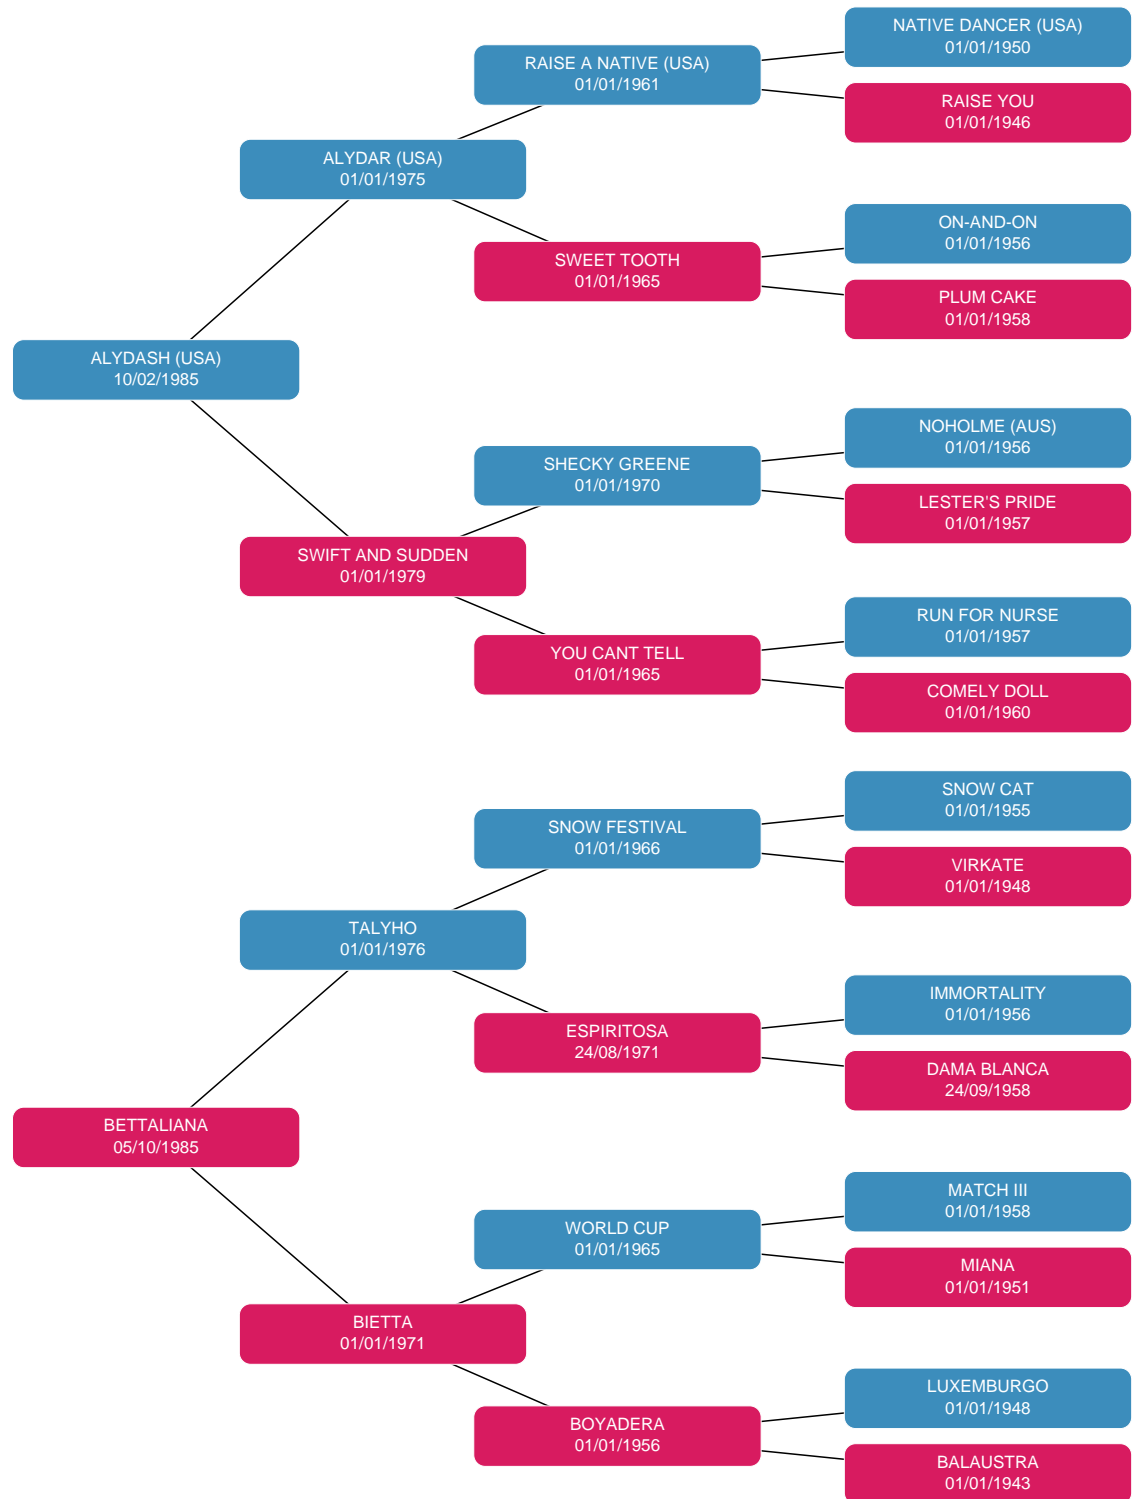 NATIVE DANCER (USA)
01/01/1950
RAISE A NATIVE (USA)
01/01/1961
RAISE YOU
01/01/1946
ALYDAR (USA)
01/01/1975
ON-AND-ON
01/01/1956
SWEET TOOTH
01/01/1965
PLUM CAKE
01/01/1958
ALYDASH (USA)
10/02/1985
NOHOLME (AUS)
01/01/1956
SHECKY GREENE
01/01/1970
LESTER'S PRIDE
01/01/1957
SWIFT AND SUDDEN
01/01/1979
RUN FOR NURSE
01/01/1957
YOU CANT TELL
01/01/1965
COMELY DOLL
01/01/1960
SNOW CAT
01/01/1955
SNOW FESTIVAL
01/01/1966
VIRKATE
01/01/1948
TALYHO
01/01/1976
IMMORTALITY
01/01/1956
ESPIRITOSA
24/08/1971
DAMA BLANCA
24/09/1958
BETTALIANA
05/10/1985
MATCH III
01/01/1958
WORLD CUP
01/01/1965
MIANA
01/01/1951
BIETTA
01/01/1971
LUXEMBURGO
01/01/1948
BOYADERA
01/01/1956
BALAUSTRA
01/01/1943